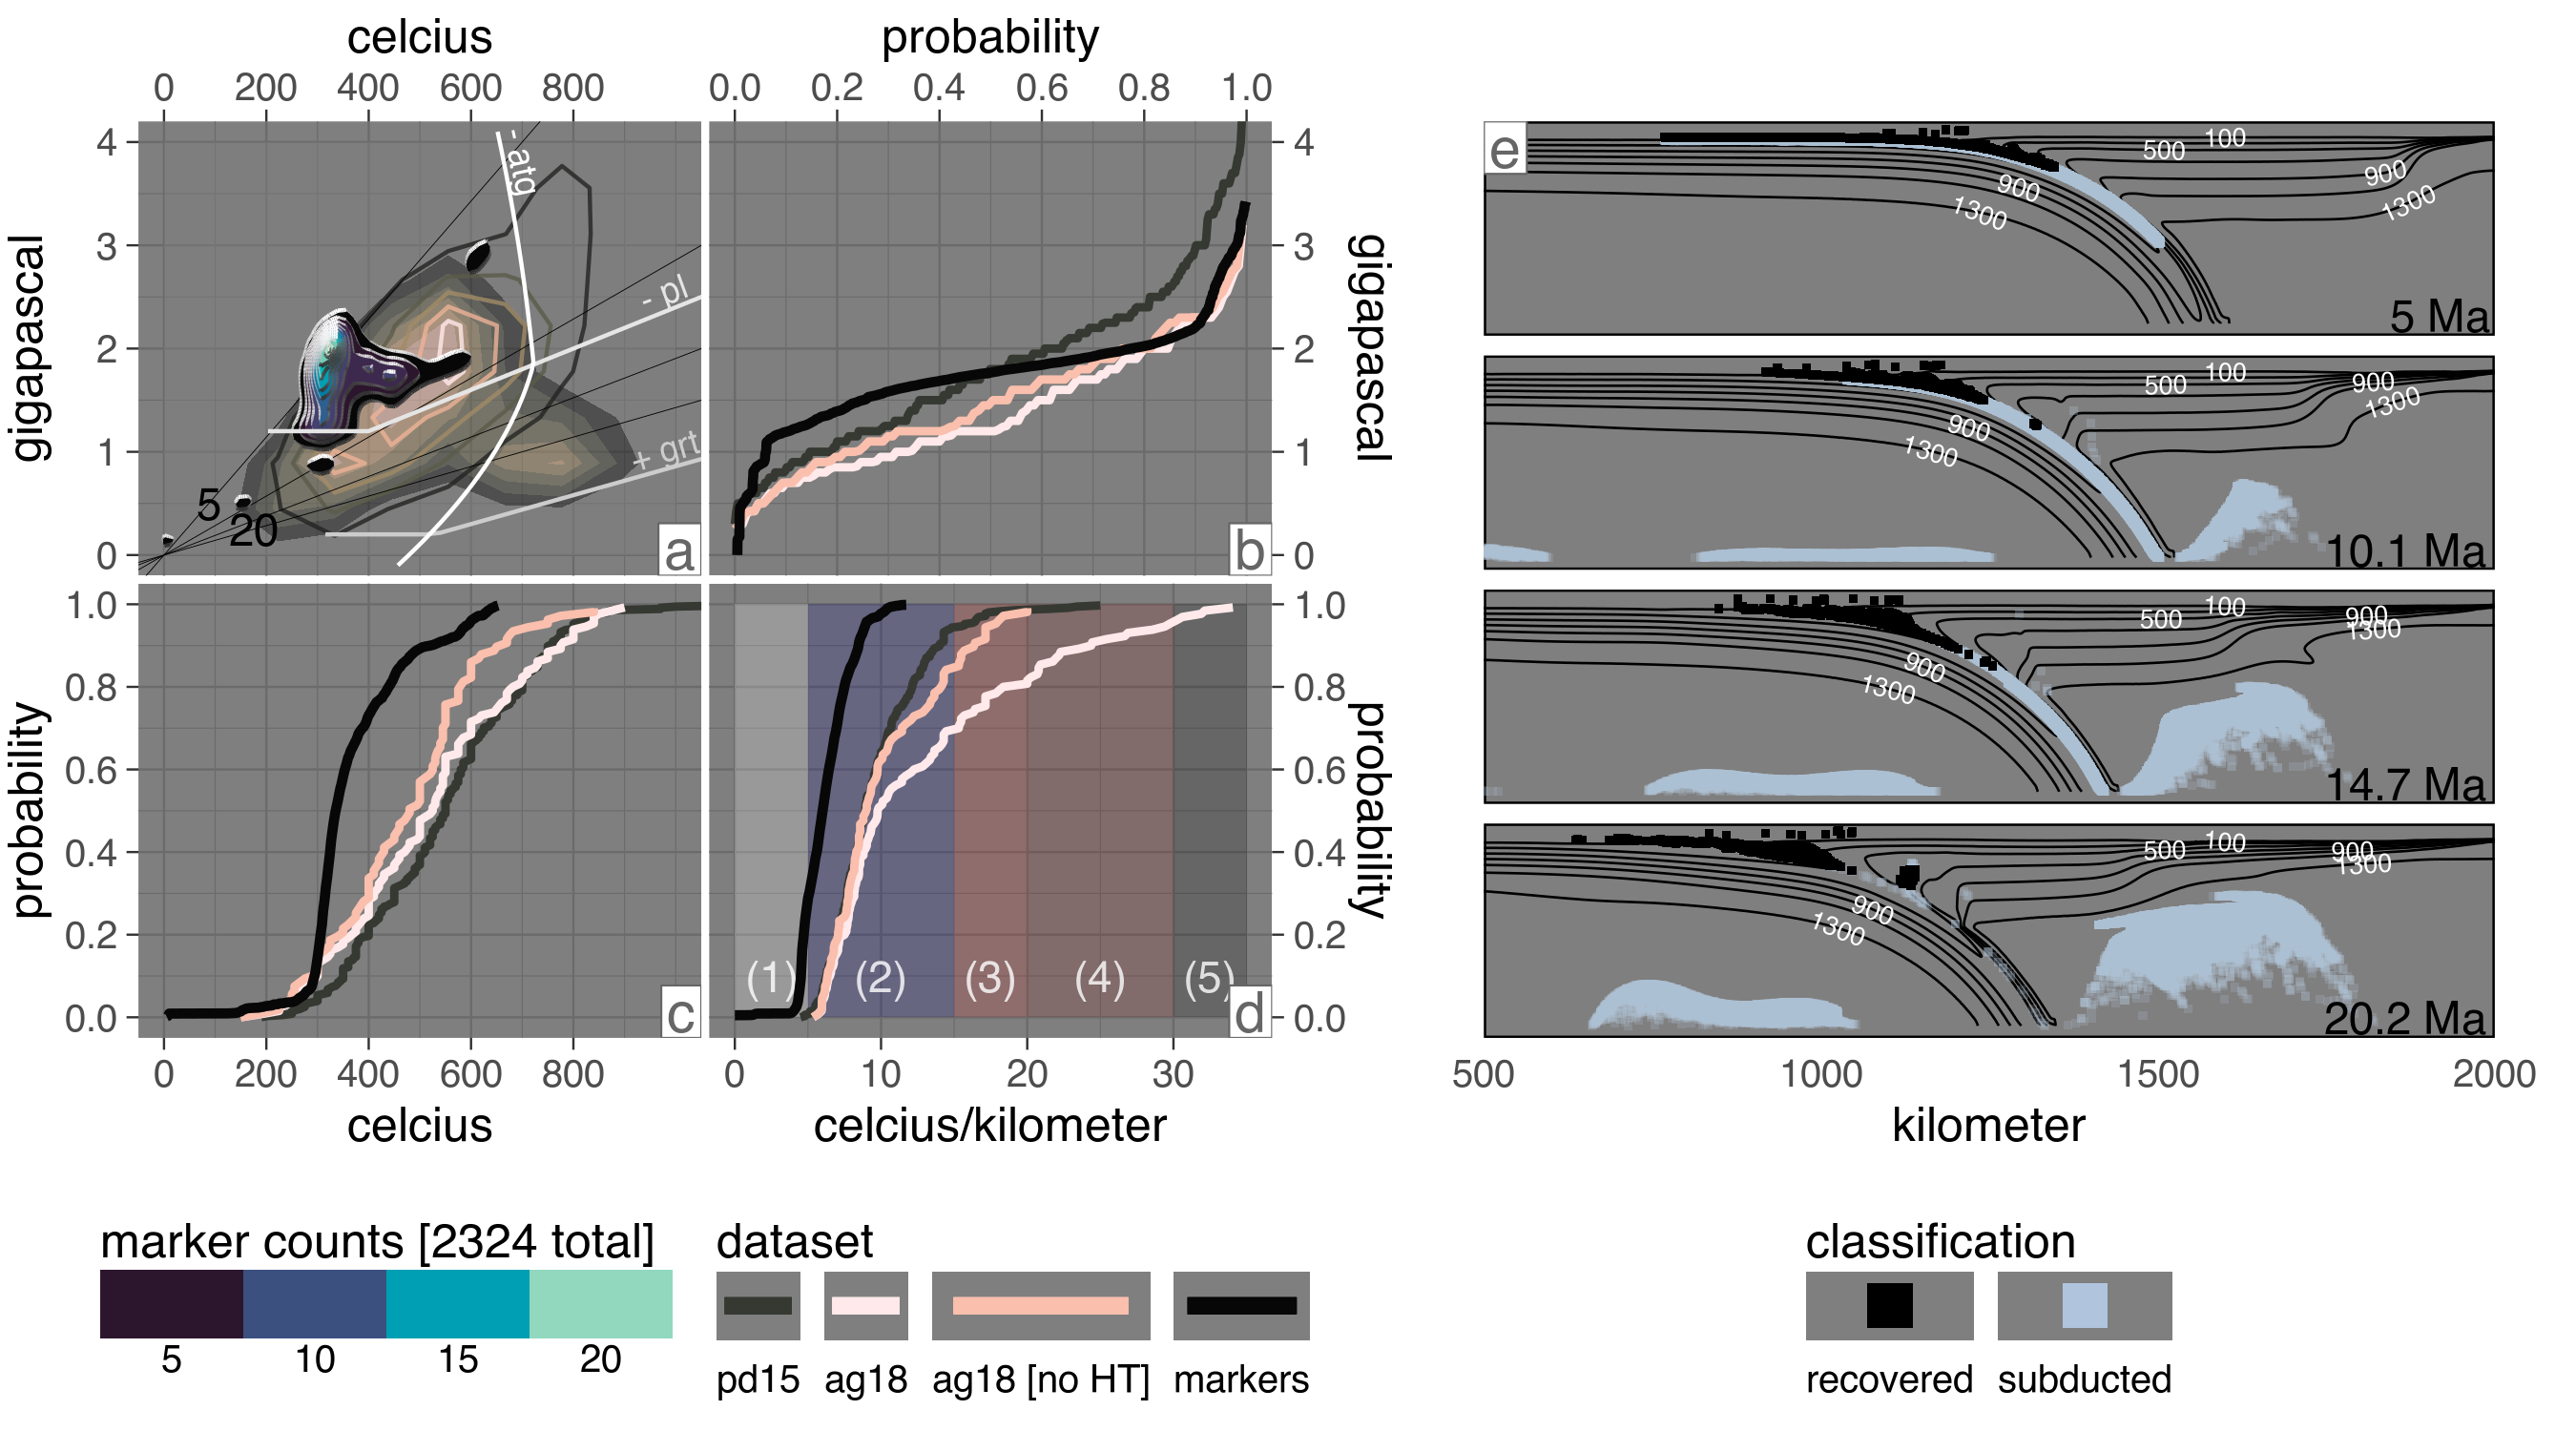 celcius
probability
0 200 400 600 800
0.0 0.2 0.4 0.6 0.8 1.0
gigapascal
4
3
2
1
0
- atg
- pl
+ grt
5
20
a
b
4
3
2
1
0
gigapascal
probability
1.0
0.8
0.6
0.4
0.2
0.0
c
(1) (2) (3) (4) (5)
d
1.0
0.8
0.6
0.4
0.2
0.0
probability
0 200 400 600 800
0 10 20 30
celcius
celcius/kilometer
e
100
500
900
900
1300
1300
5 Ma
100
500
900
900
1300
1300
10.1 Ma
100
500
900
900
1300
1300
14.7 Ma
100
500
900
900
1300
1300
20.2 Ma
500 1000 1500 2000
kilometer
marker counts [2324 total]
5 10 15 20
dataset
pd15 ag18 ag18 [no HT] markers
classification
recovered subducted